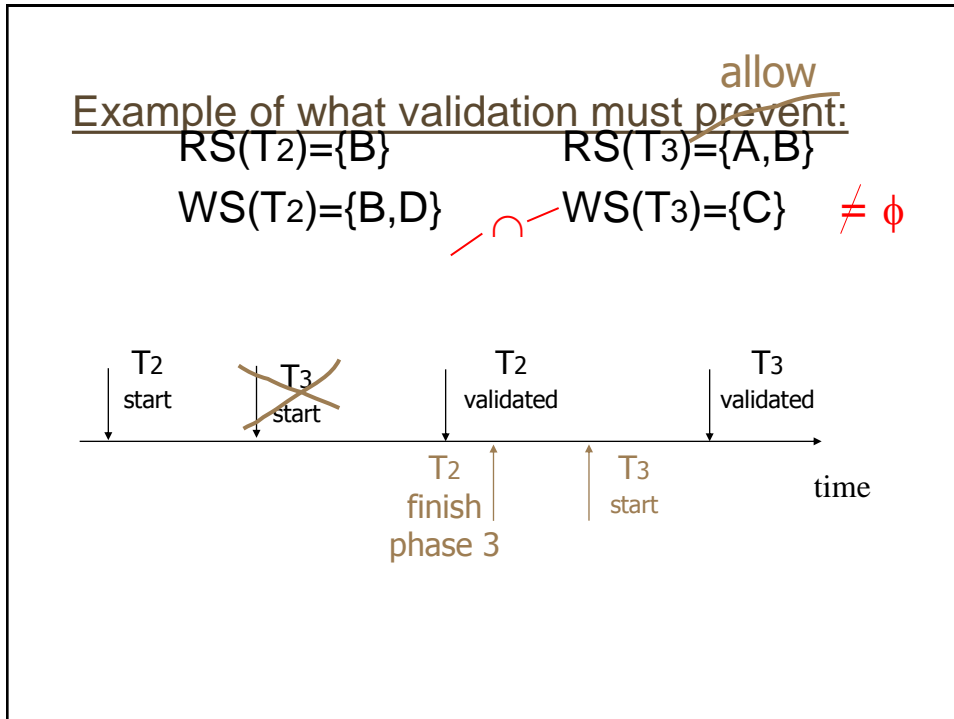 allow
Example of what validation must prevent:
RS(T2)={B} RS(T3)={A,B}
WS(T2)={B,D} ∩ WS(T3)={C} ≠ ϕ
T2 T3 T2 T3
start start validated validated
T2 T3
finish start
phase 3
time